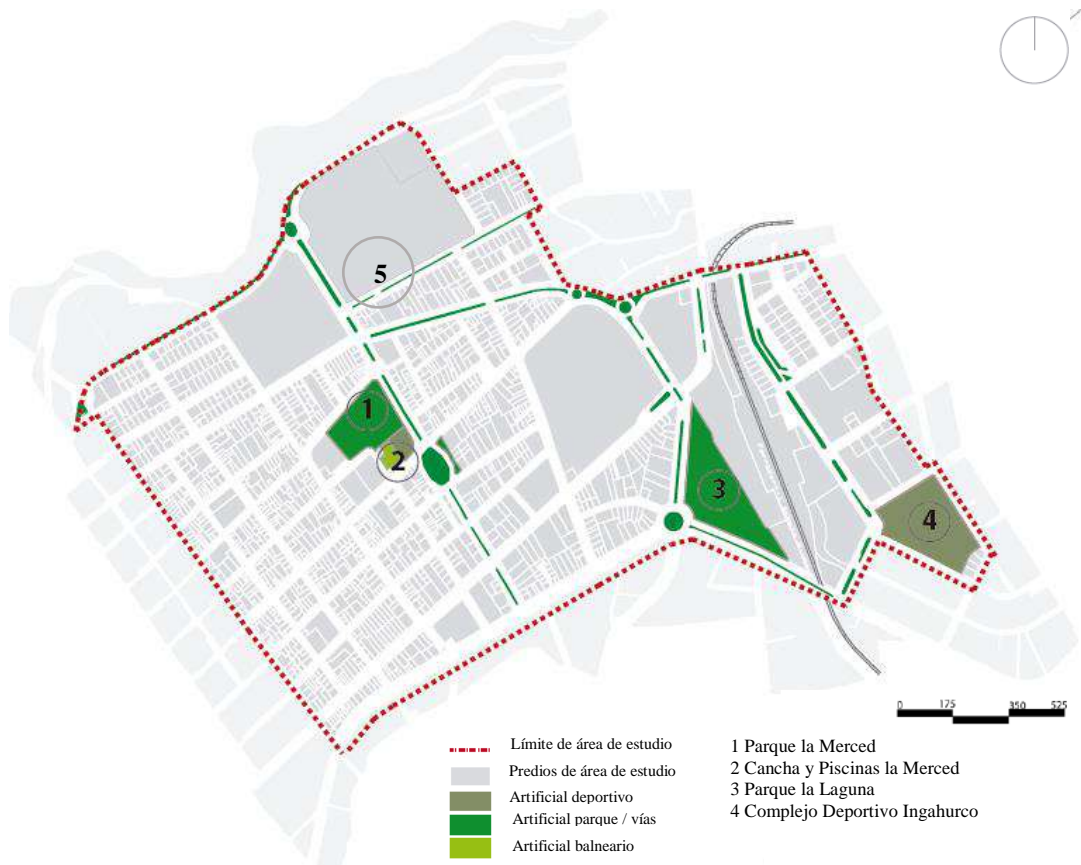 5
1
2
3
4
0 175 350 525
Límite de área de estudio
Predios de área de estudio
Artificial deportivo
Artificial parque / vías
Artificial balneario
1 Parque la Merced
2 Cancha y Piscinas la Merced
3 Parque la Laguna
4 Complejo Deportivo Ingahurco